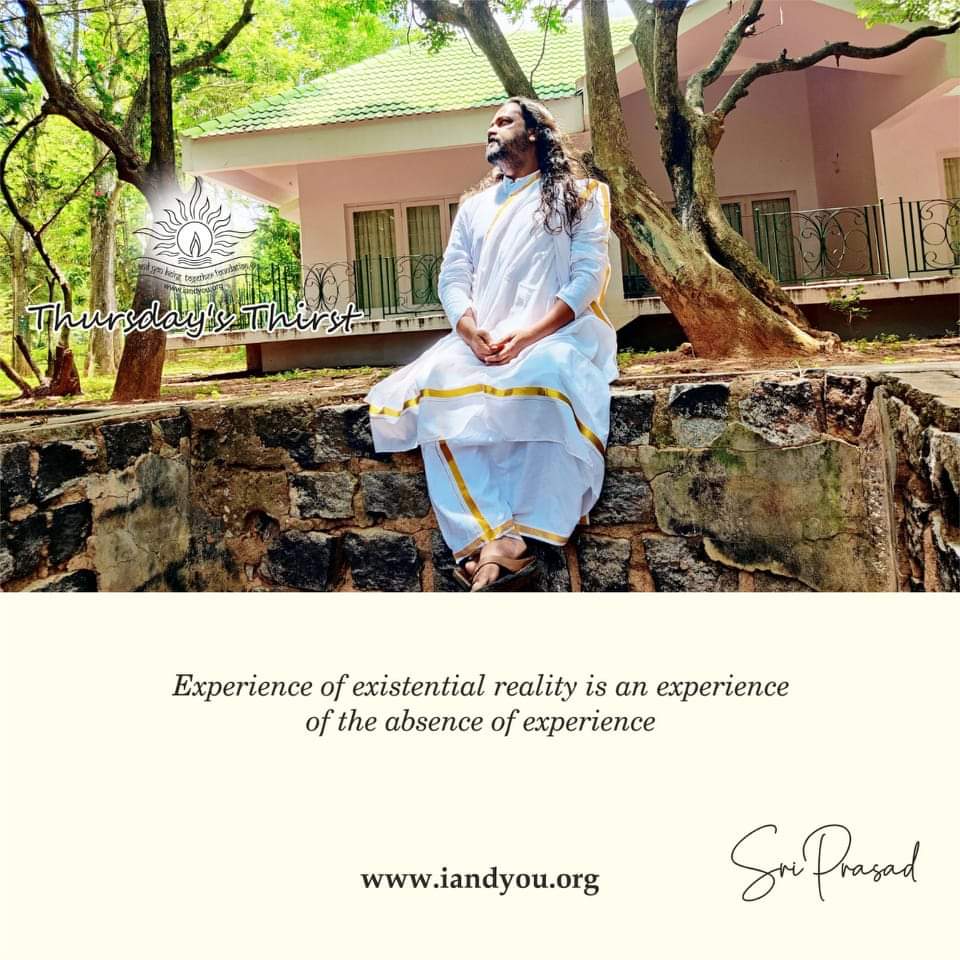 and you being together foundation
www.iandyou.org
Thursday's Thirst
Experience of existential reality is an experience
of the absence of experience
www.iandyou.org
Sri Prasad